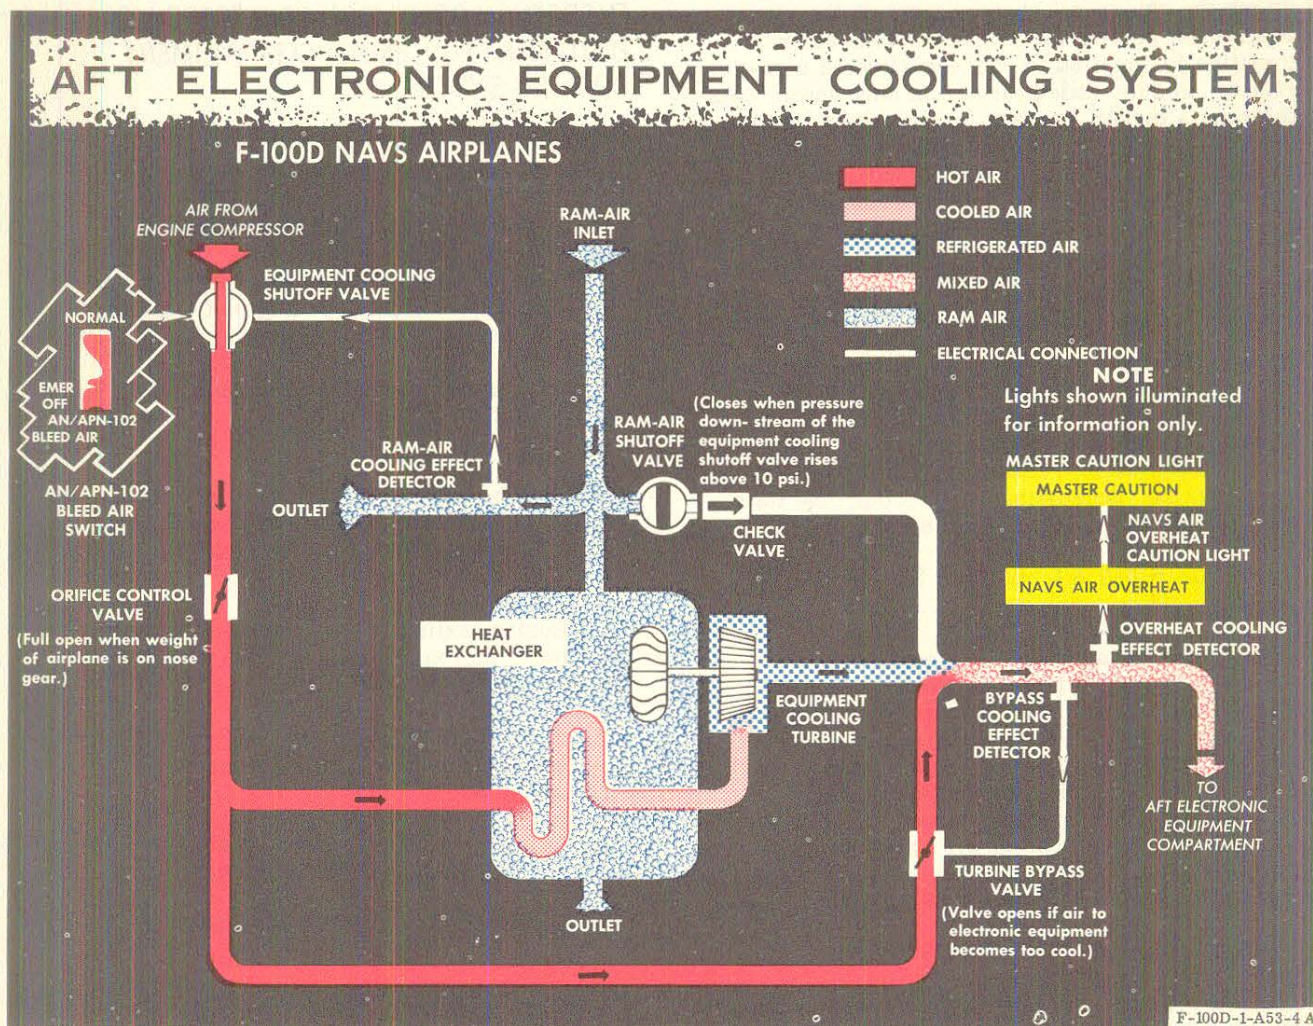 AFT ELECTRONIC EQUIPMENT COOLING SYSTEM
F-100D NAVS AIRPLANES
HOT AIR
COOLED AIR
REFRIGERATED AIR
MIXED AIR
RAM AIR
ELECTRICAL CONNECTION
NOTE
Lights shown illuminated
for information only.
AIR FROM
ENGINE COMPRESSOR
RAM-AIR
INLET
EQUIPMENT COOLING
SHUTOFF VALVE
NORMAL
EMER
OFF
AN/APN-102
BLEED AIR
AN/APN-102
BLEED AIR
SWITCH
RAM-AIR
COOLING EFFECT
DETECTOR
OUTLET
RAM-AIR
SHUTOFF
VALVE
(Closes when pressure
down- stream of the
equipment cooling
shutoff valve rises
above 10 psi.)
CHECK
VALVE
MASTER CAUTION LIGHT
MASTER CAUTION
NAVS AIR
OVERHEAT
CAUTION LIGHT
NAVS AIR OVERHEAT
OVERHEAT COOLING
EFFECT DETECTOR
ORIFICE CONTROL
VALVE
(Full open when weight
of airplane is on nose
gear.)
HEAT
EXCHANGER
EQUIPMENT
COOLING
TURBINE
BYPASS
COOLING
EFFECT
DETECTOR
TO
AFT ELECTRONIC
EQUIPMENT
COMPARTMENT
TURBINE BYPASS
VALVE
(Valve opens if air to
electronic equipment
becomes too cool.)
OUTLET
F-100D-1-A53-4 A